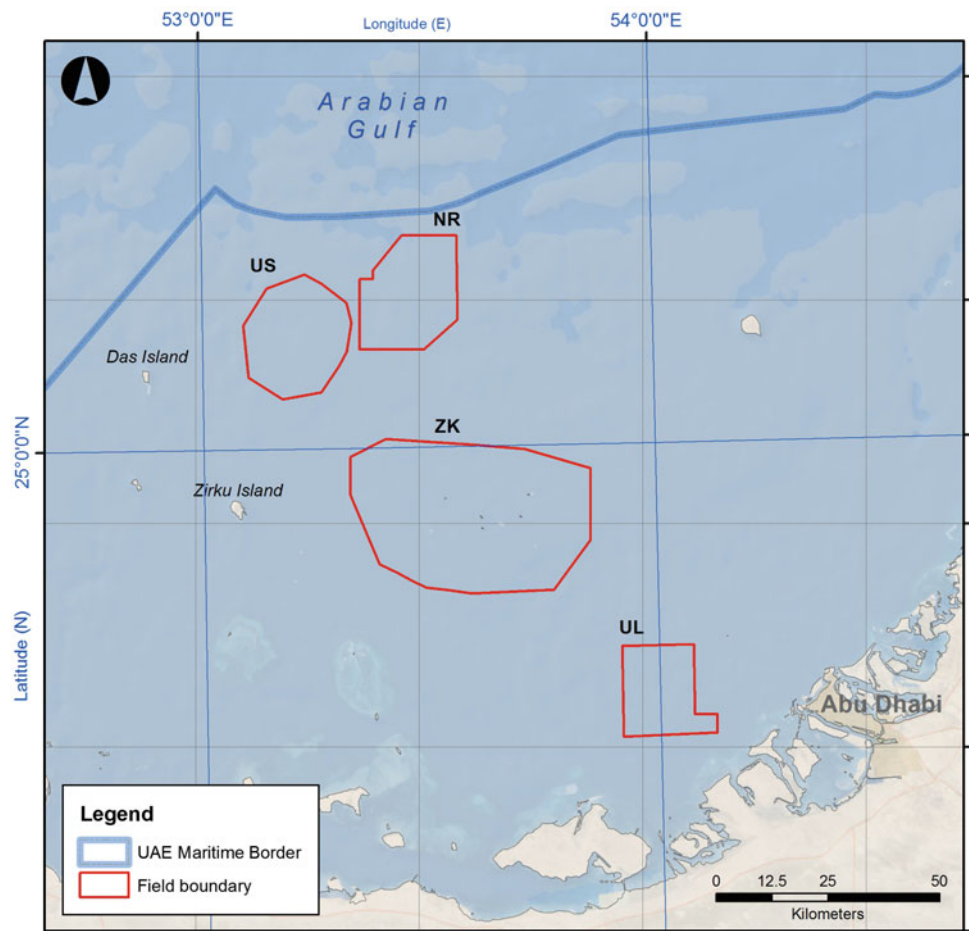 53°0'0"E
Longitude (E)
54°0'0"E
Arabian
Gulf
NR
US
Das Island
ZK
25°0'0"N
Zirku Island
Latitude (N)
UL
Abu Dhabi
Legend
UAE Maritime Border
Field boundary
0 12.5 25 50
Kilometers